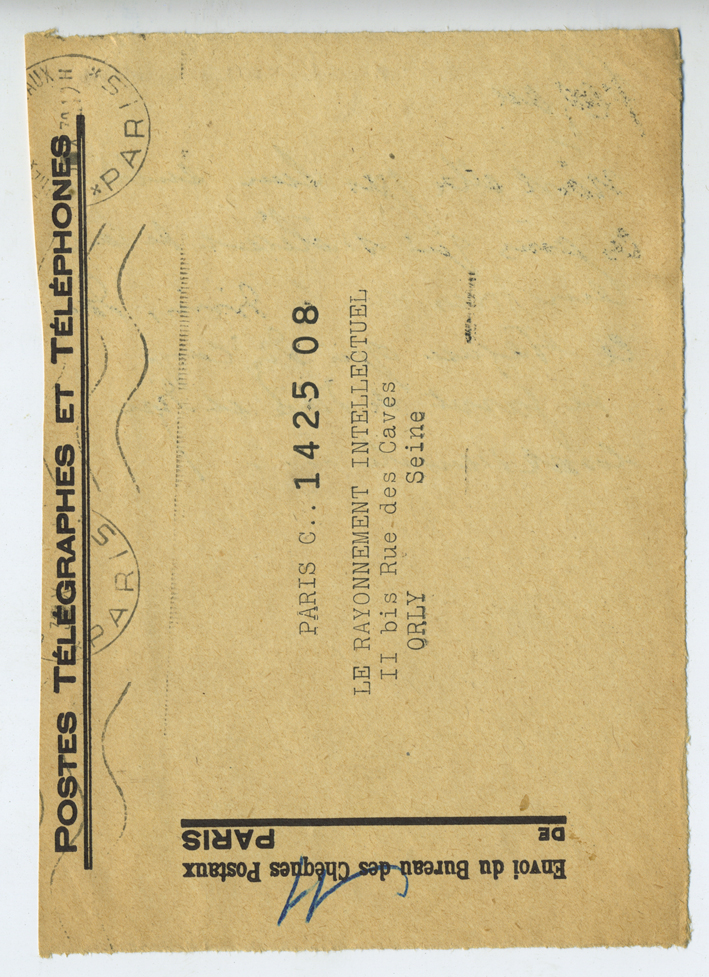 POSTES TÉLÉGRAPHES ET TÉLÉPHONES
PARIS
PARIS
PARIS C.. 1425 08
LE RAYONNEMENT INTELLECTUEL
II bis Rue des Caves
ORLY Seine
Envoi du Bureau des Chèques Postaux
DE PARIS